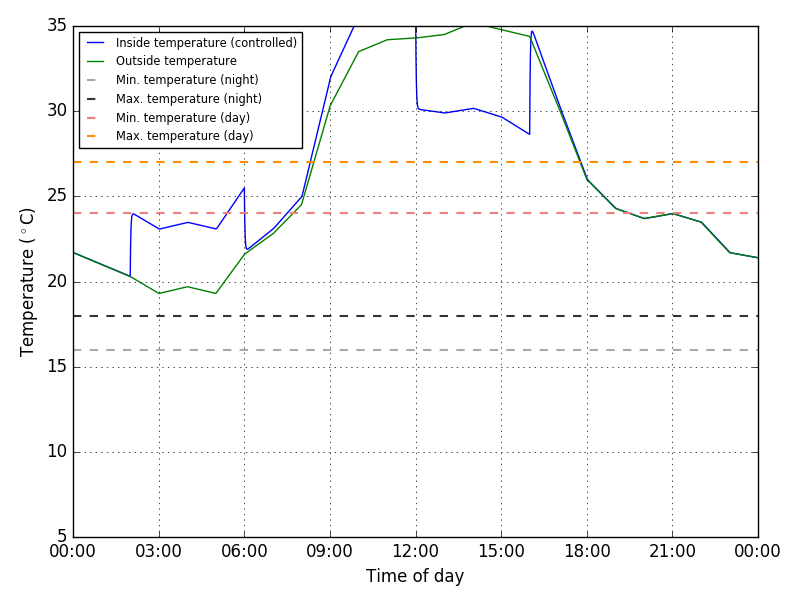 35
30
25
20
15
10
5
Temperature (°C)
Inside temperature (controlled)
Outside temperature
Min. temperature (night)
Max. temperature (night)
Min. temperature (day)
Max. temperature (day)
00:00 03:00 06:00 09:00 12:00 15:00 18:00 21:00 00:00
Time of day